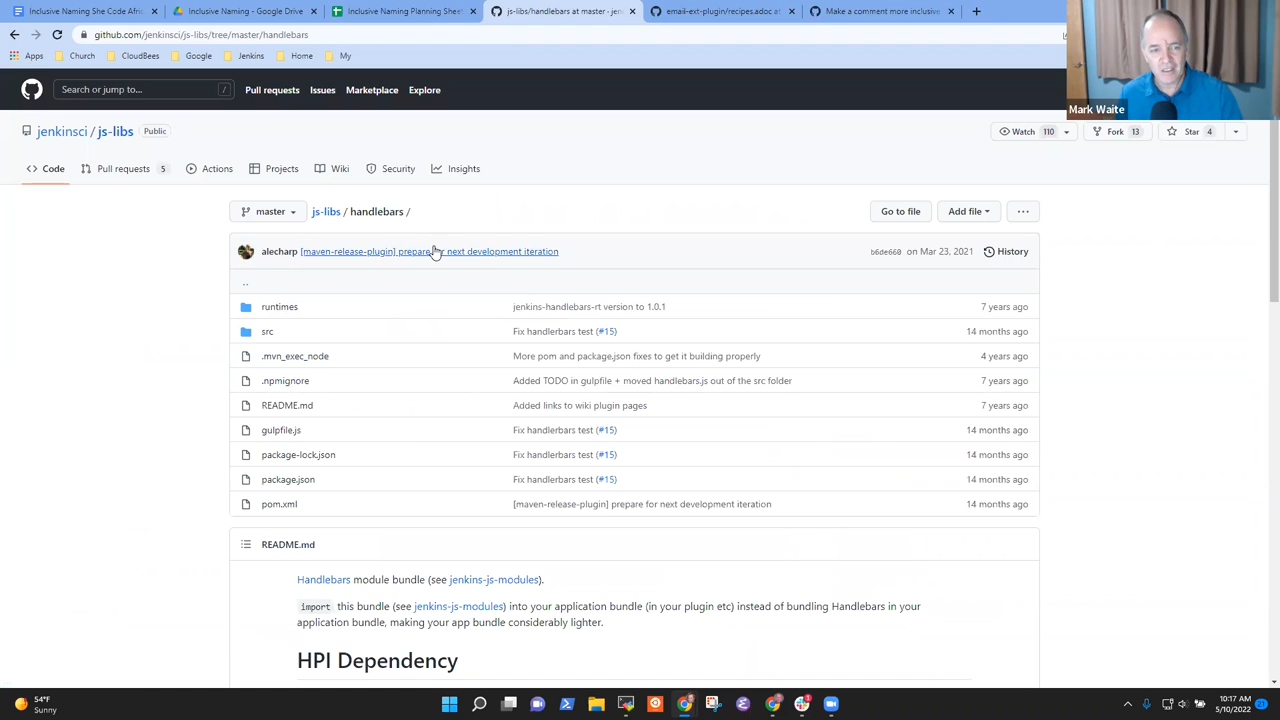 Inclusive Naming She Code Afric
Inclusive Naming - Google Drive
Inclusive Naming Planning Sheet
js-libs/handlebars at master · jen
email-ext-plugin/recipes.adoc at
Make a comment more inclusive
github.com/jenkinsci/js-libs/tree/master/handlebars
Apps Church CloudBees Google Jenkins Home My
Search or jump to... / Pull requests Issues Marketplace Explore
Mark Waite
jenkinsci / js-libs Public Watch 110 Fork 13 Star 4
Code Pull requests 5 Actions Projects Wiki Security Insights
master js-libs / handlebars / Go to file Add file ...
alecharp [maven-release-plugin] prepare for next development iteration b6de660 on Mar 23, 2021 History
..
runtimes jenkins-handlebars-rt version to 1.0.1 7 years ago
src Fix handlerbars test (#15) 14 months ago
.mvn_exec_node More pom and package.json fixes to get it building properly 4 years ago
.npmignore Added TODO in gulpfile + moved handlebars.js out of the src folder 7 years ago
README.md Added links to wiki plugin pages 7 years ago
gulpfile.js Fix handlerbars test (#15) 14 months ago
package-lock.json Fix handlerbars test (#15) 14 months ago
package.json Fix handlerbars test (#15) 14 months ago
pom.xml [maven-release-plugin] prepare for next development iteration 14 months ago
README.md
Handlebars module bundle (see jenkins-js-modules).
import this bundle (see jenkins-js-modules) into your application bundle (in your plugin etc) instead of bundling Handlebars in your
application bundle, making your app bundle considerably lighter.
HPI Dependency
54°F
Sunny
10:17 AM
5/10/2022
21